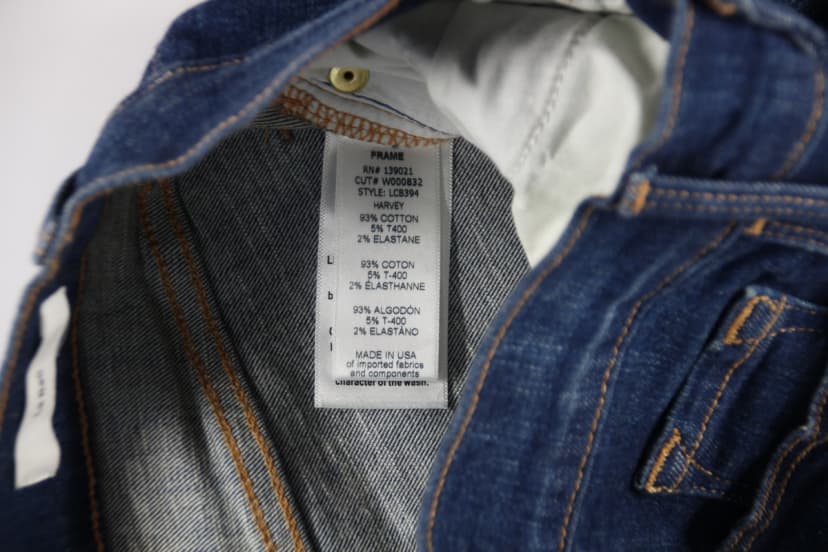 FRAME
RN# 139021
CUT# W000832
STYLE: LCB394
HARVEY
93% COTTON
5% T400
2% ELASTANE
93% COTON
5% T-400
2% ÉLASTHANNE
93% ALGODÓN
5% T-400
2% ELASTÁNO
MADE IN USA
of imported fabrics
and components
character of the wash.